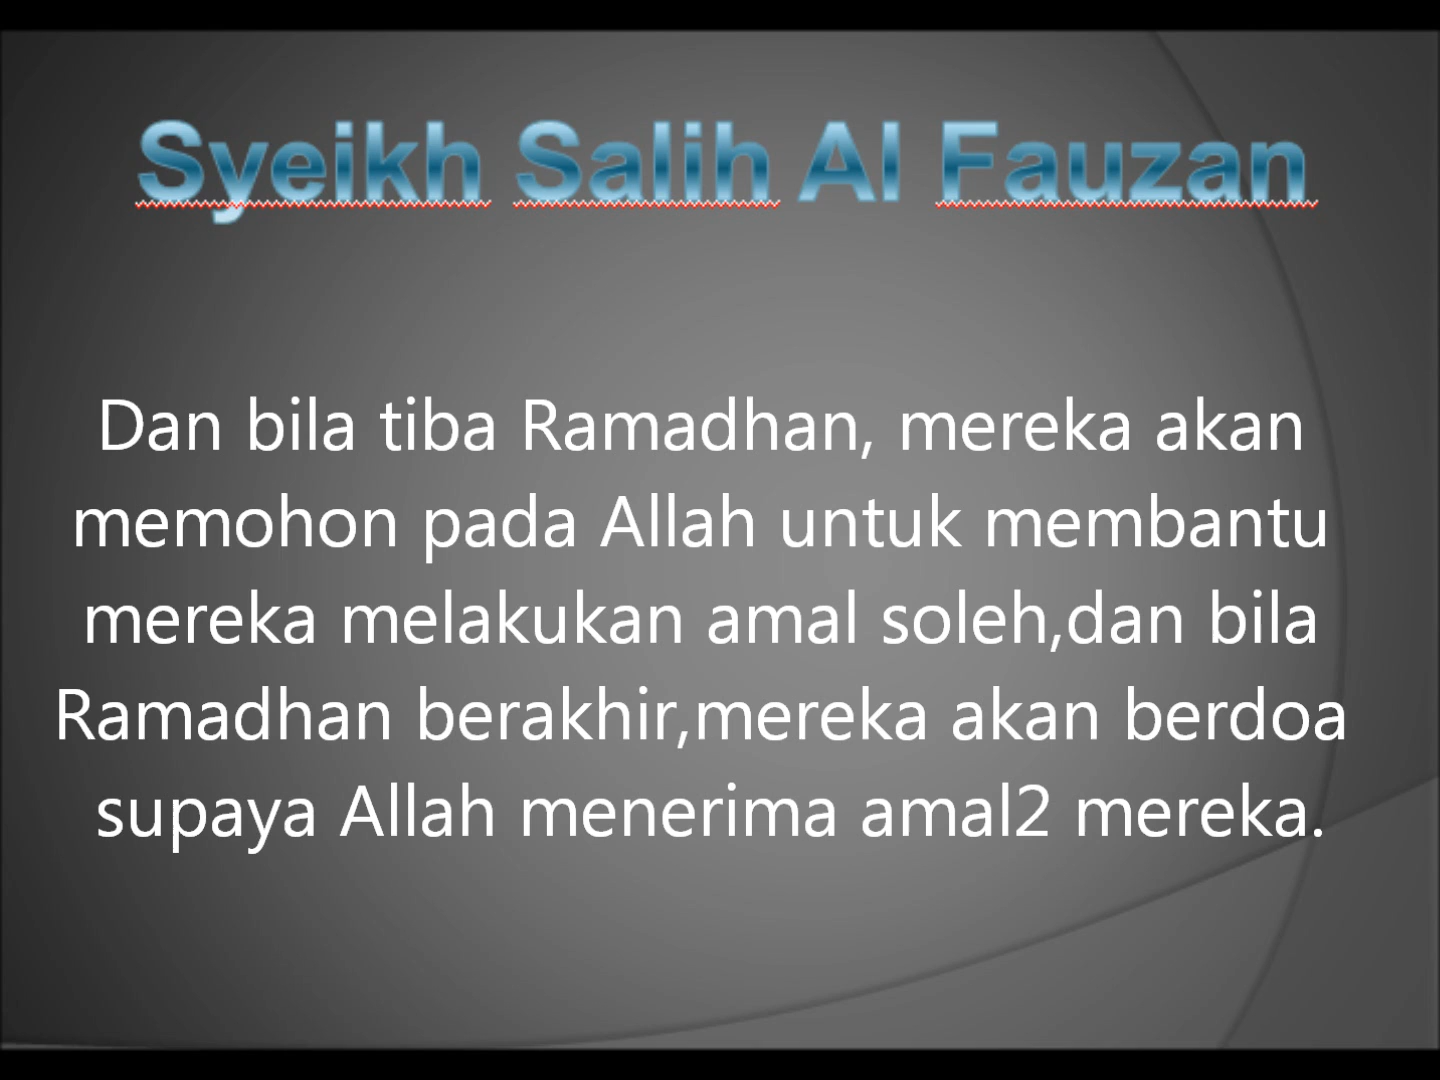 Syeikh Salih Al Fauzan
Dan bila tiba Ramadhan, mereka akan
memohon pada Allah untuk membantu
mereka melakukan amal soleh,dan bila
Ramadhan berakhir,mereka akan berdoa
supaya Allah menerima amal2 mereka.